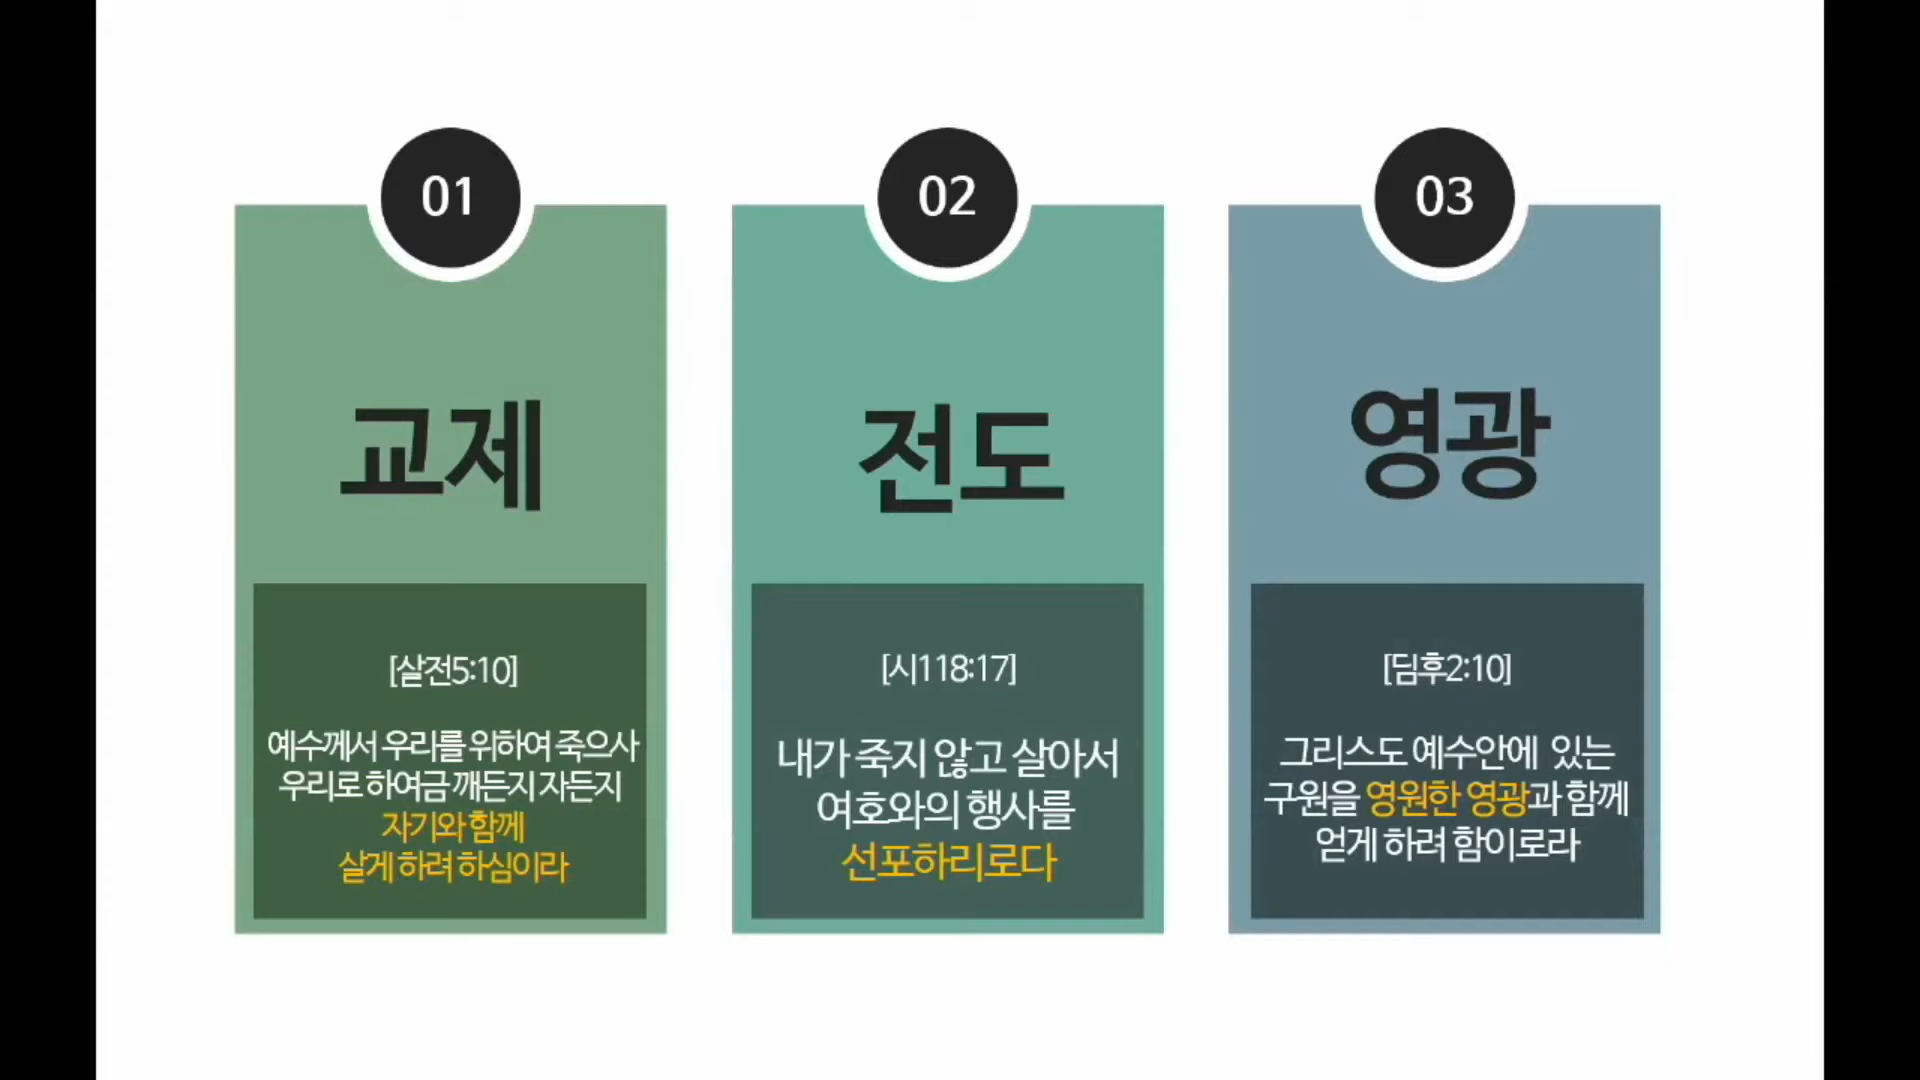 01
교제
[살전5:10]
예수께서 우리를 위하여 죽으사
우리로 하여금 깨든지 자든지
자기와 함께
살게 하려 하심이라
02
전도
[시118:17]
내가 죽지 않고 살아서
여호와의 행사를
선포하리로다
03
영광
[딤후2:10]
그리스도 예수안에 있는
구원을 영원한 영광과 함께
얻게 하려 함이로라